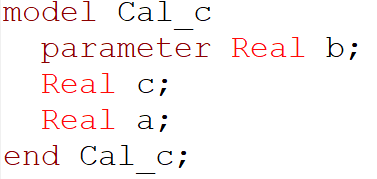 model Cal_c
parameter Real b;
Real c;
Real a;
end Cal_c;